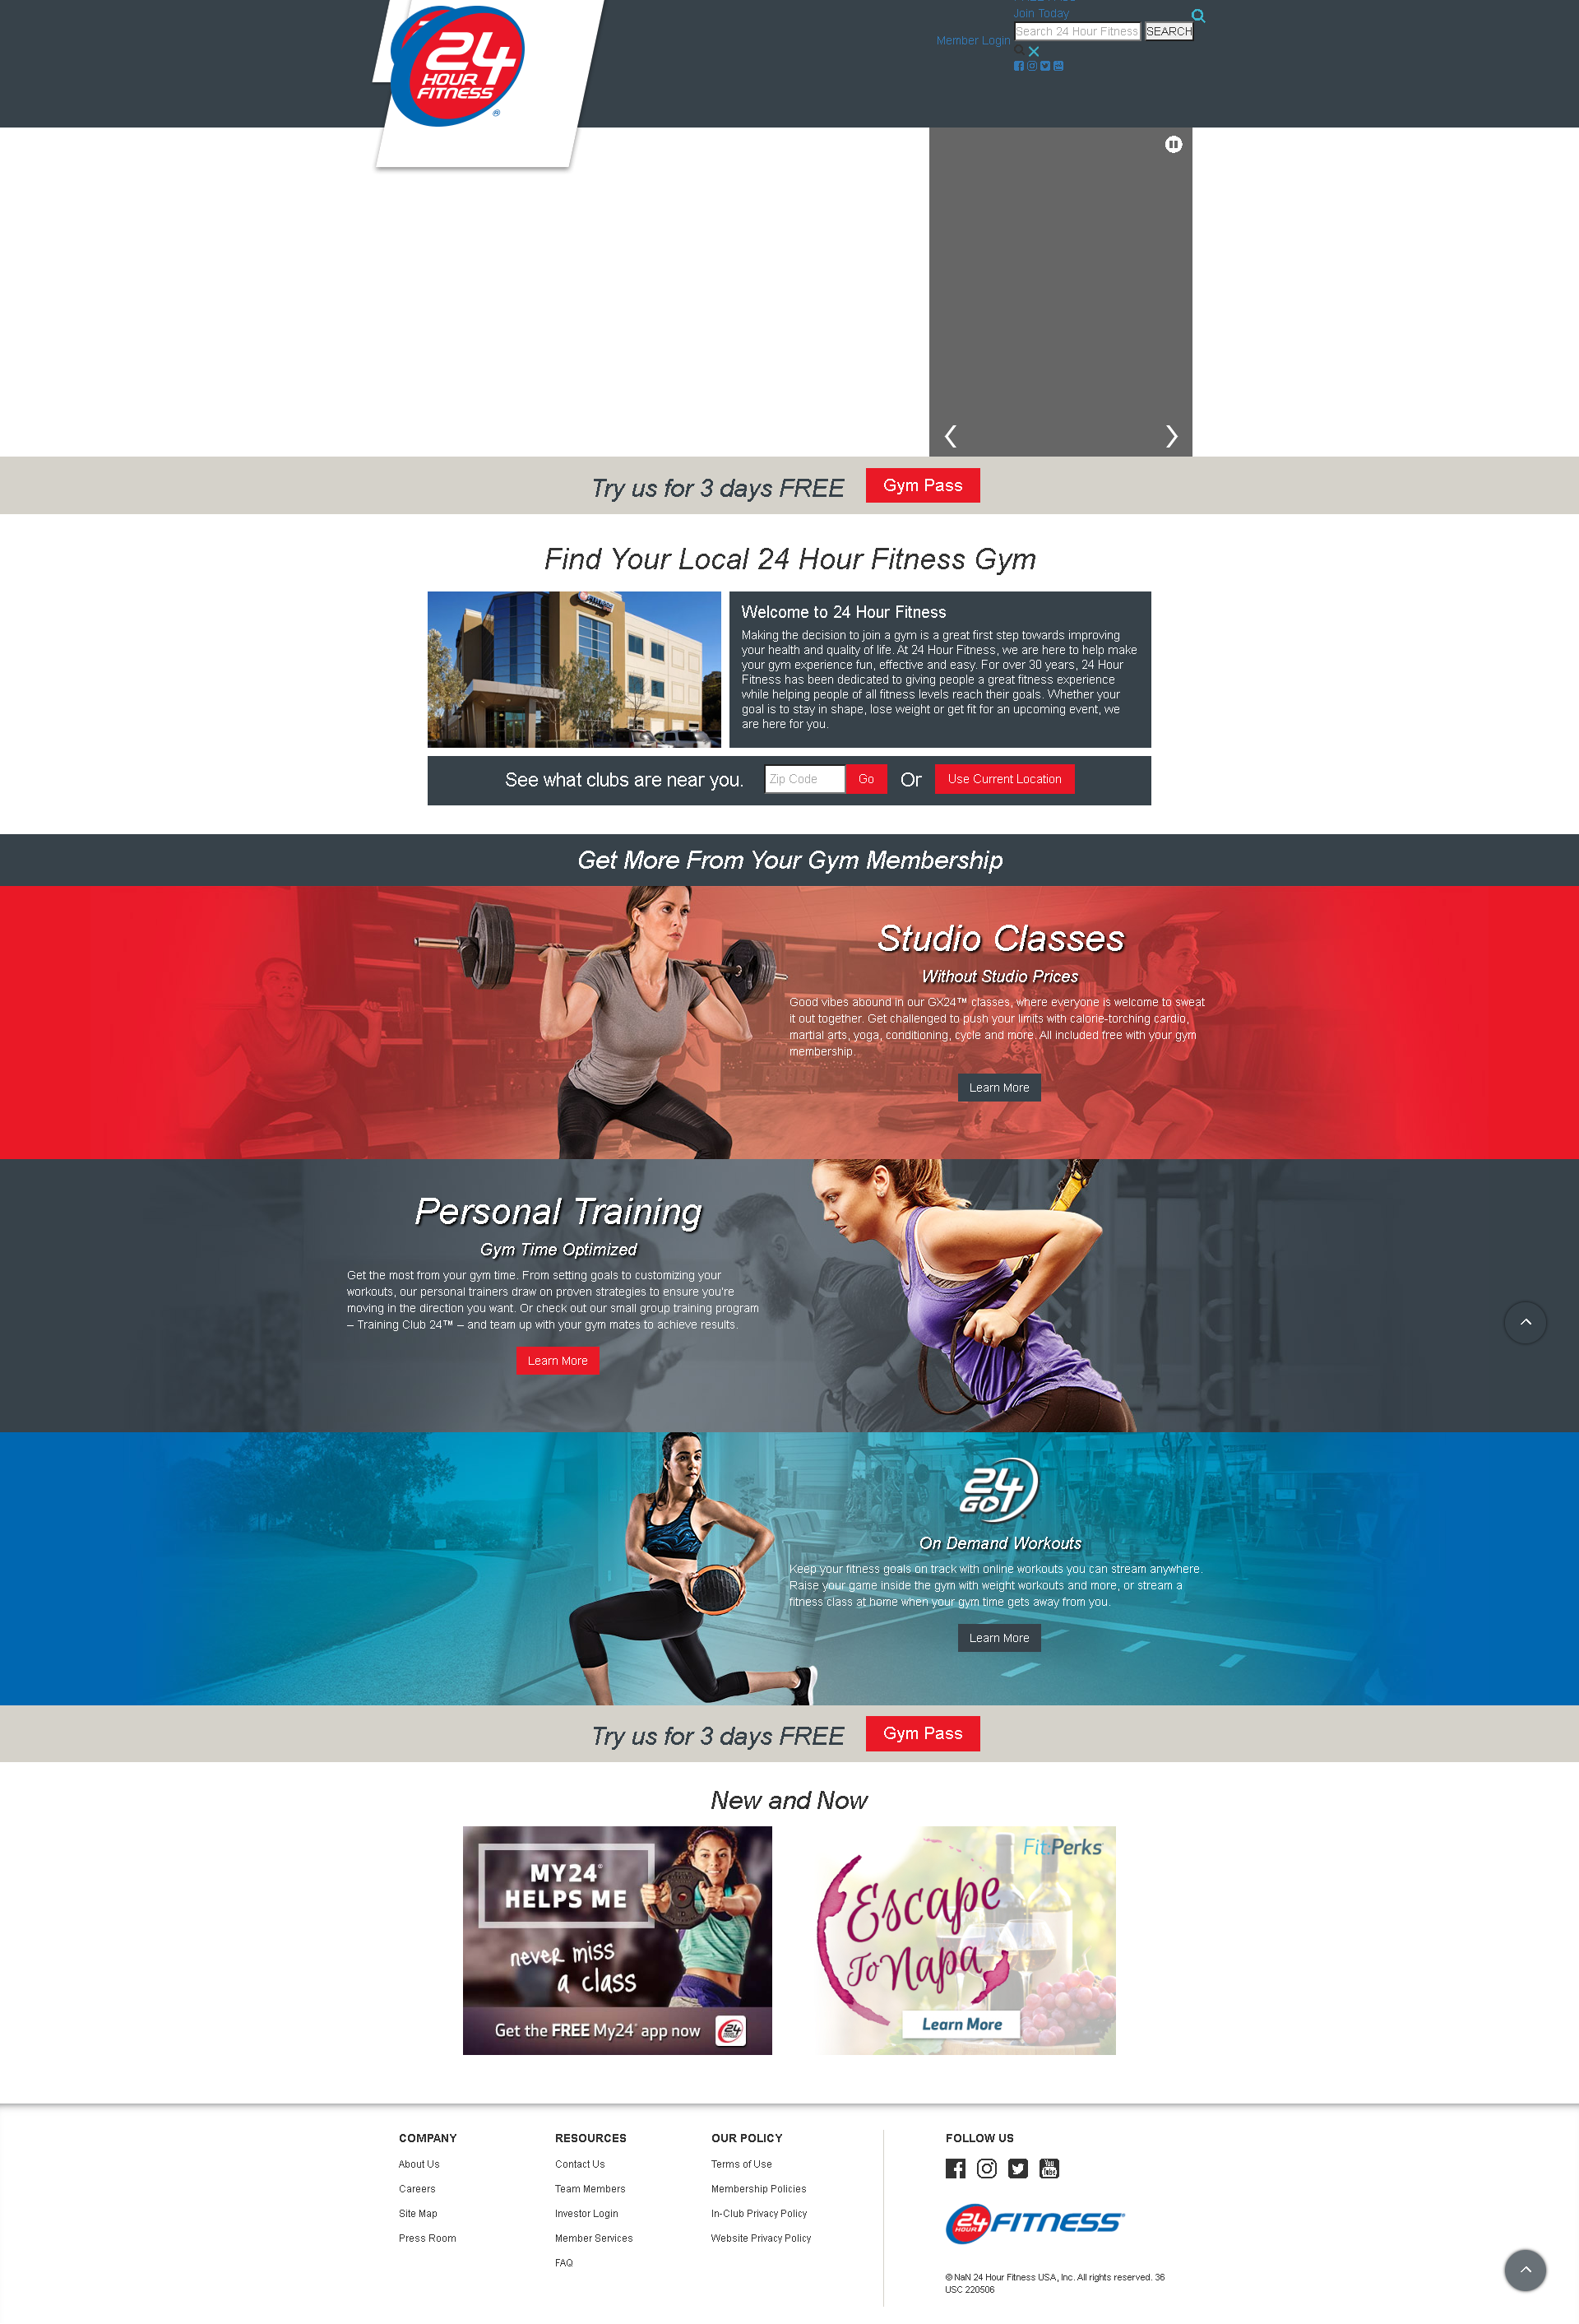 24
HOUR
FITNESS
®
Join Today
Search 24 Hour Fitness SEARCH
Member Login
Try us for 3 days FREE Gym Pass
Find Your Local 24 Hour Fitness Gym
Welcome to 24 Hour Fitness
Making the decision to join a gym is a great first step towards improving
your health and quality of life. At 24 Hour Fitness, we are here to help make
your gym experience fun, effective and easy. For over 30 years, 24 Hour
Fitness has been dedicated to giving people a great fitness experience
while helping people of all fitness levels reach their goals. Whether your
goal is to stay in shape, lose weight or get fit for an upcoming event, we
are here for you.
See what clubs are near you. Zip Code Go Or Use Current Location
Get More From Your Gym Membership
Studio Classes
Without Studio Prices
Good vibes abound in our GX24™ classes, where everyone is welcome to sweat
it out together. Get challenged to push your limits with calorie-torching cardio,
martial arts, yoga, conditioning, cycle and more. All included free with your gym
membership.
Learn More
Personal Training
Gym Time Optimized
Get the most from your gym time. From setting goals to customizing your
workouts, our personal trainers draw on proven strategies to ensure you're
moving in the direction you want. Or check out our small group training program
– Training Club 24™ – and team up with your gym mates to achieve results.
Learn More
24
GO
On Demand Workouts
Keep your fitness goals on track with online workouts you can stream anywhere.
Raise your game inside the gym with weight workouts and more, or stream a
fitness class at home when your gym time gets away from you.
Learn More
Try us for 3 days FREE Gym Pass
New and Now
MY24®
HELPS ME
never miss
a class
Get the FREE My24® app now
24
Fit:Perks
Escape
To Napa
Learn More
COMPANY
About Us
Careers
Site Map
Press Room
RESOURCES
Contact Us
Team Members
Investor Login
Member Services
FAQ
OUR POLICY
Terms of Use
Membership Policies
In-Club Privacy Policy
Website Privacy Policy
FOLLOW US
You
Tube
24
HOUR
FITNESS
© NaN 24 Hour Fitness USA, Inc. All rights reserved. 36
USC 220506